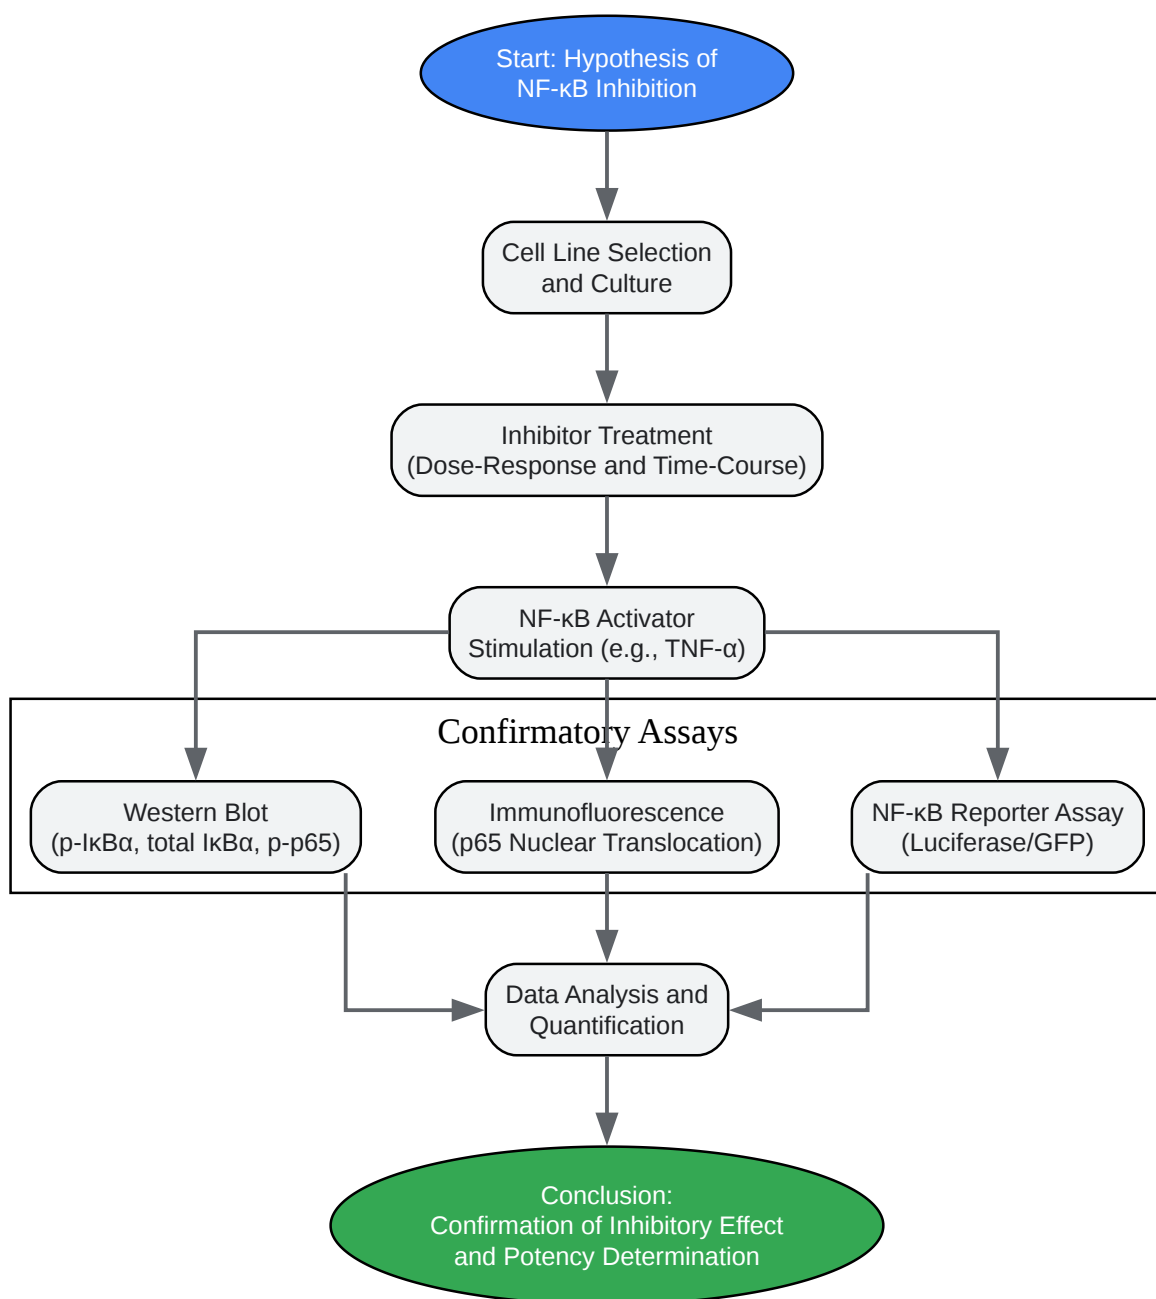 Start: Hypothesis of
NF-κB Inhibition
Cell Line Selection
and Culture
Inhibitor Treatment
(Dose-Response and Time-Course)
NF-κB Activator
Stimulation (e.g., TNF-α)
Confirmatory Assays
Western Blot
(p-IκBα, total IκBα, p-p65)
Immunofluorescence
(p65 Nuclear Translocation)
NF-κB Reporter Assay
(Luciferase/GFP)
Data Analysis and
Quantification
Conclusion:
Confirmation of Inhibitory Effect
and Potency Determination